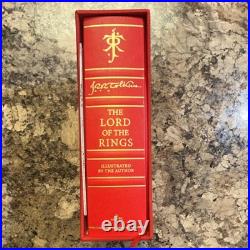 J.R.R. Tolkien
THE
LORD
OF THE
RINGS
ILLUSTRATED
BY THE AUTHOR